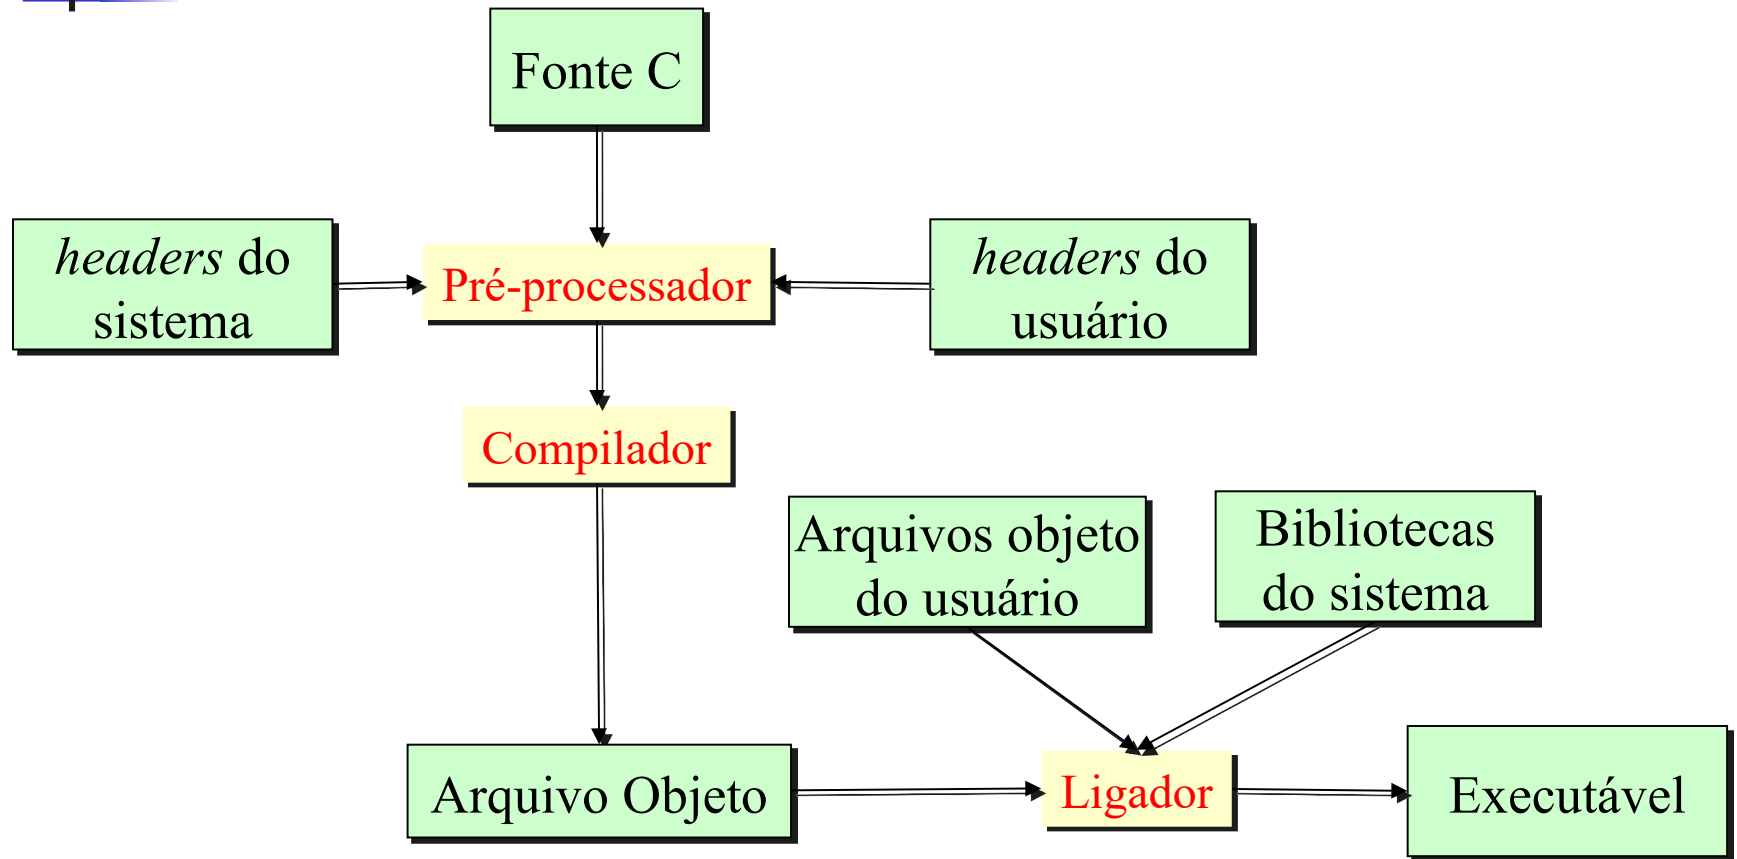 Fonte C
headers do
sistema
Pré-processador
headers do
usuário
Compilador
Arquivos objeto
do usuário
Bibliotecas
do sistema
Arquivo Objeto
Ligador
Executável